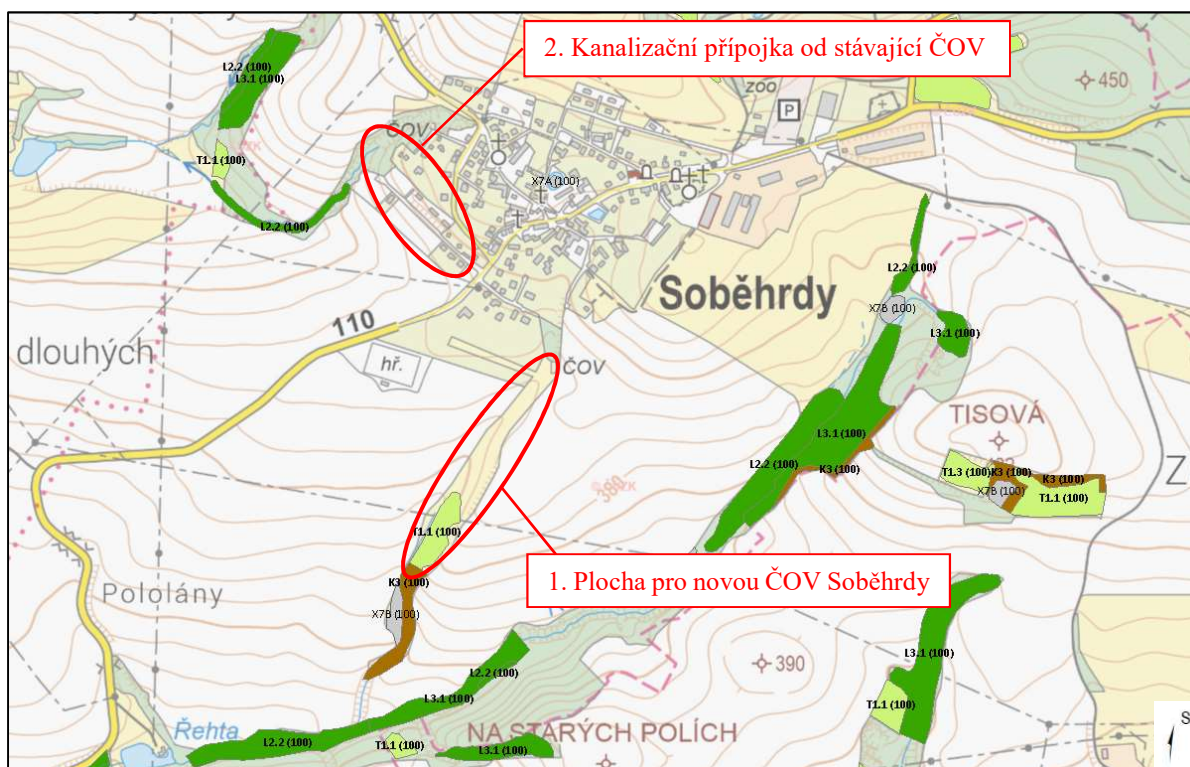 2. Kanalizační přípojka od stávající ČOV
L2.2 (100)
L3.1 (100)
450
zoo
P
ČOV
T1.1 (100)
X7A (100)
L2.2 (100)
L2.2 (100)
Soběhrdy
X7B (100)
110
L3.1 (100)
dlouhých
hř.
ČOV
TISOVÁ
L3.1 (100)
L2.2 (100)
K3 (100)
T1.3 (100)
K3 (100)
K3 (100)
X7B (100)
T1.1 (100)
380
T1.1 (100)
1. Plocha pro novou ČOV Soběhrdy
K3 (100)
Pololány
X7B (100)
L3.1 (100)
390
L2.2 (100)
L3.1 (100)
T1.1 (100)
Řehta
NA STARÝCH POLÍCH
L2.2 (100)
T1.1 (100)
L3.1 (100)
Z
S